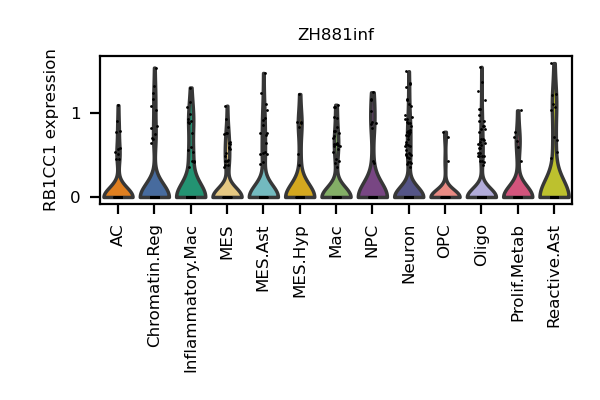 ZH881inf
RB1CC1 expression
1
0
AC
Chromatin.Reg
Inflammatory.Mac
MES
MES.Ast
MES.Hyp
Mac
NPC
Neuron
OPC
Oligo
Prolif.Metab
Reactive.Ast